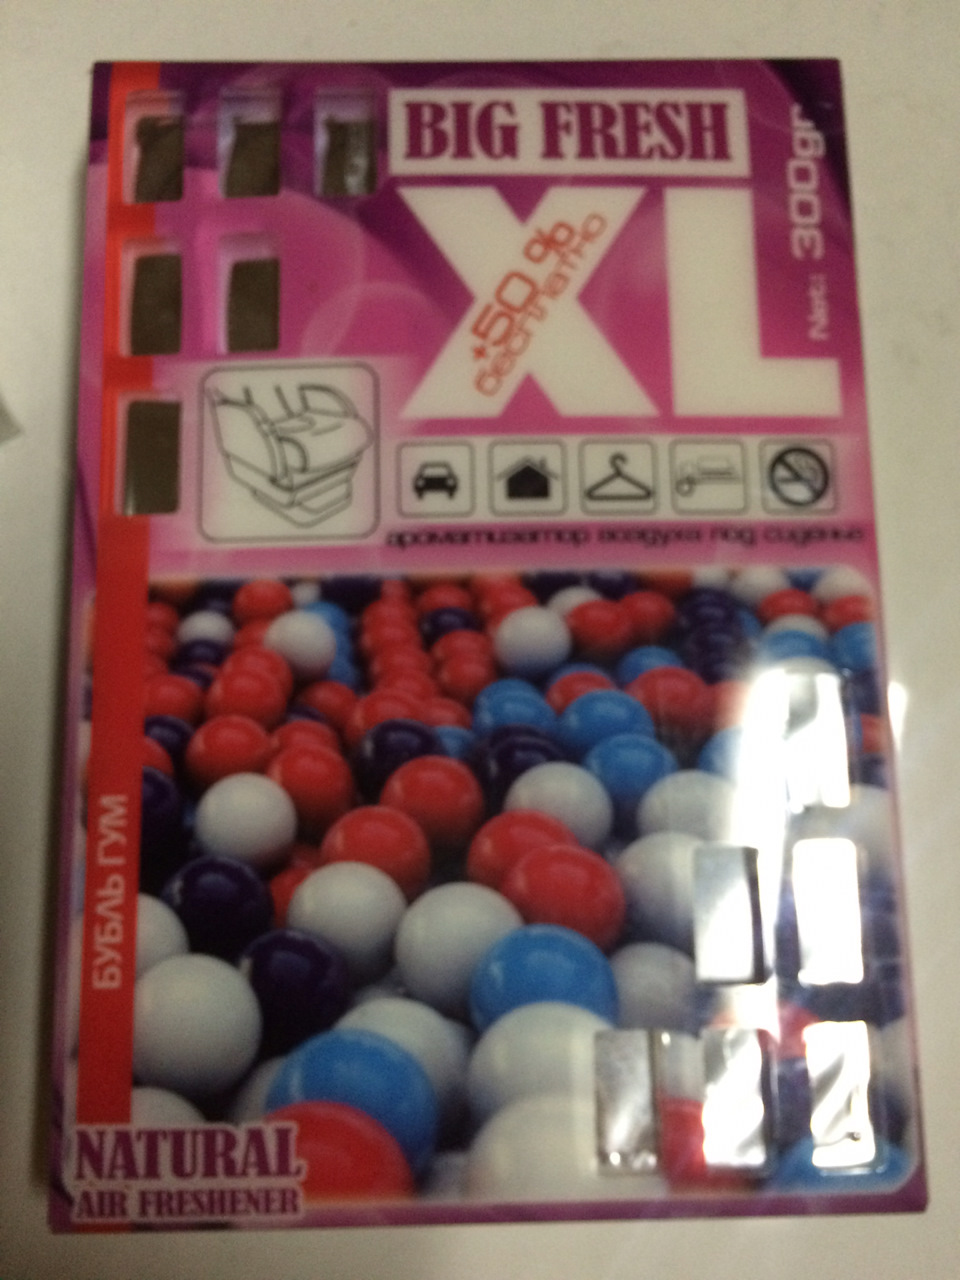 BIG FRESH
XL
+50 %
бесплатно
Net: 300gr
ароматизатор воздуха под сиденье
БУБЛЬ ГУМ
NATURAL
AIR FRESHENER